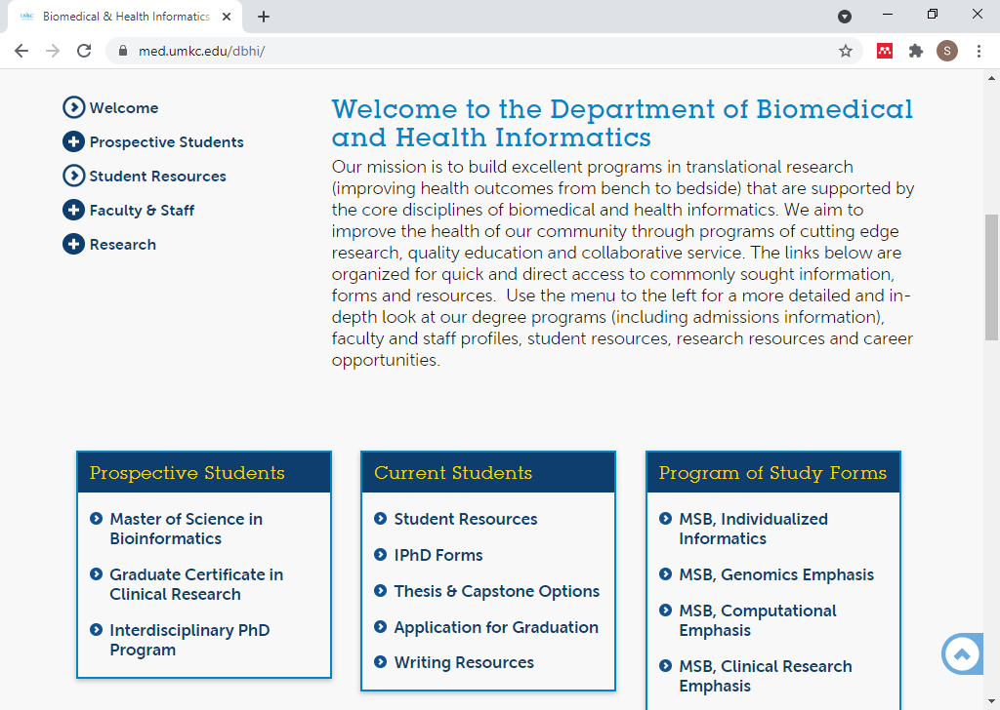 Biomedical & Health Informatics
med.umkc.edu/dbhi/
S
Welcome
Prospective Students
Student Resources
Faculty & Staff
Research
Welcome to the Department of Biomedical
and Health Informatics
Our mission is to build excellent programs in translational research
(improving health outcomes from bench to bedside) that are supported by
the core disciplines of biomedical and health informatics. We aim to
improve the health of our community through programs of cutting edge
research, quality education and collaborative service. The links below are
organized for quick and direct access to commonly sought information,
forms and resources.  Use the menu to the left for a more detailed and in-
depth look at our degree programs (including admissions information),
faculty and staff profiles, student resources, research resources and career
opportunities.
Prospective Students
Master of Science in
Bioinformatics
Graduate Certificate in
Clinical Research
Interdisciplinary PhD
Program
Current Students
Student Resources
IPhD Forms
Thesis & Capstone Options
Application for Graduation
Writing Resources
Program of Study Forms
MSB, Individualized
Informatics
MSB, Genomics Emphasis
MSB, Computational
Emphasis
MSB, Clinical Research
Emphasis